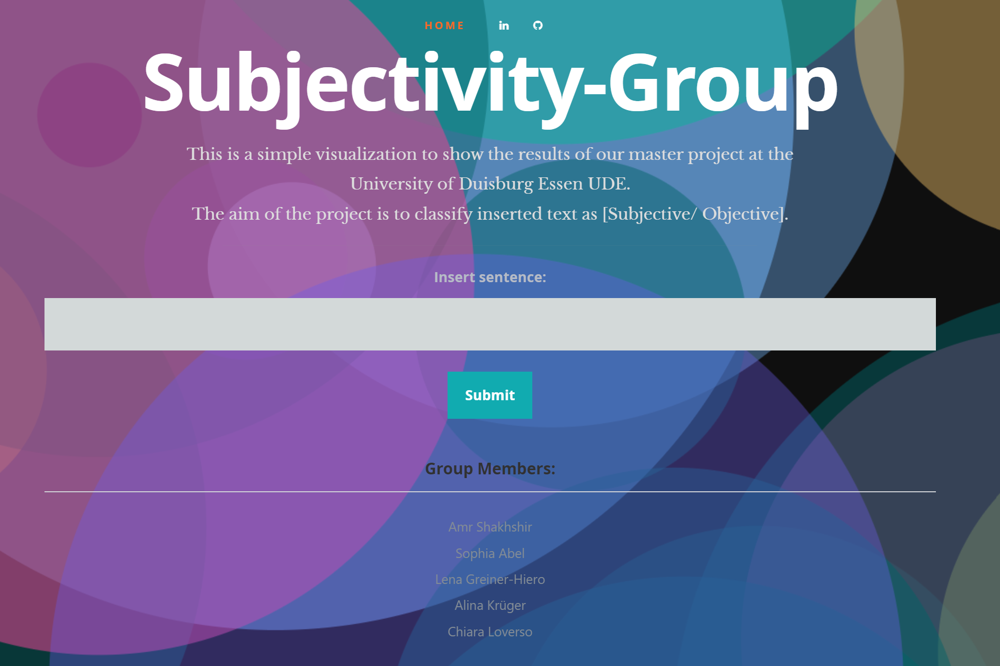 HOME
Subjectivity-Group
This is a simple visualization to show the results of our master project at the
University of Duisburg Essen UDE.
The aim of the project is to classify inserted text as [Subjective/ Objective].
Insert sentence:
Submit
Group Members:
Amr Shakhshir
Sophia Abel
Lena Greiner-Hiero
Alina Krüger
Chiara Loverso